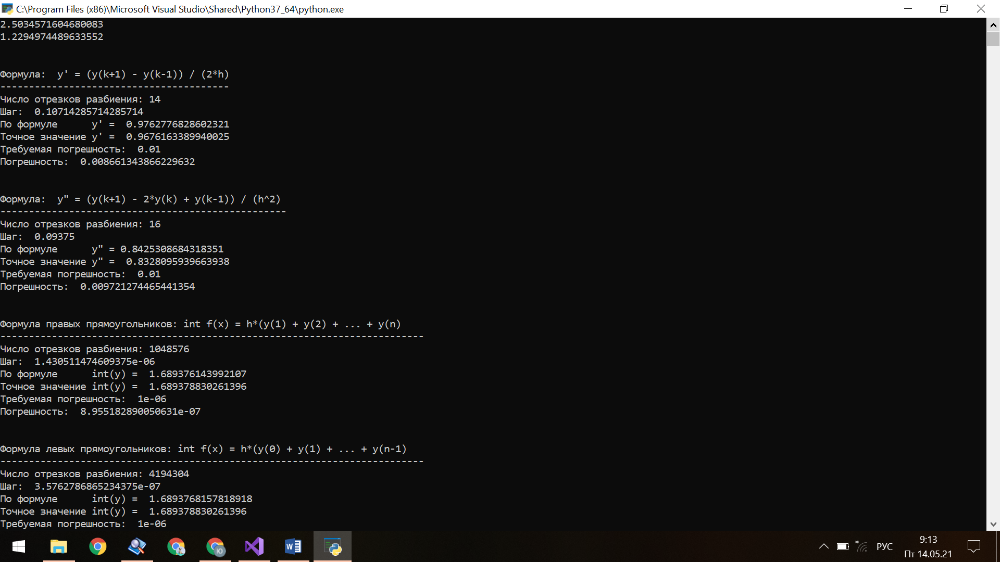 C:\Program Files (x86)\Microsoft Visual Studio\Shared\Python37_64\python.exe
2.5034571604680083
1.2294974489633552
Формула:  y' = (y(k+1) - y(k-1)) / (2*h)
----------------------------------------
Число отрезков разбиения: 14
Шаг:  0.10714285714285714
По формуле      y' =  0.9762776828602321
Точное значение y' =  0.9676163389940025
Требуемая погрешность:  0.01
Погрешность:  0.008661343866229632
Формула:  y" = (y(k+1) - 2*y(k) + y(k-1)) / (h^2)
--------------------------------------------------
Число отрезков разбиения: 16
Шаг:  0.09375
По формуле      y" = 0.8425308684318351
Точное значение y" =  0.8328095939663938
Требуемая погрешность:  0.01
Погрешность:  0.009721274465441354
Формула правых прямоугольников: int f(x) = h*(y(1) + y(2) + ... + y(n)
--------------------------------------------------------------------------
Число отрезков разбиения: 1048576
Шаг:  1.430511474609375e-06
По формуле      int(y) =  1.689376143992107
Точное значение int(y) =  1.689378830261396
Требуемая погрешность:  1e-06
Погрешность:  8.955182890050631e-07
Формула левых прямоугольников: int f(x) = h*(y(0) + y(1) + ... + y(n-1)
--------------------------------------------------------------------------
Число отрезков разбиения: 4194304
Шаг:  3.5762786865234375e-07
По формуле      int(y) =  1.6893768157818918
Точное значение int(y) =  1.689378830261396
Требуемая погрешность:  1e-06
РУС
9:13
Пт 14.05.21